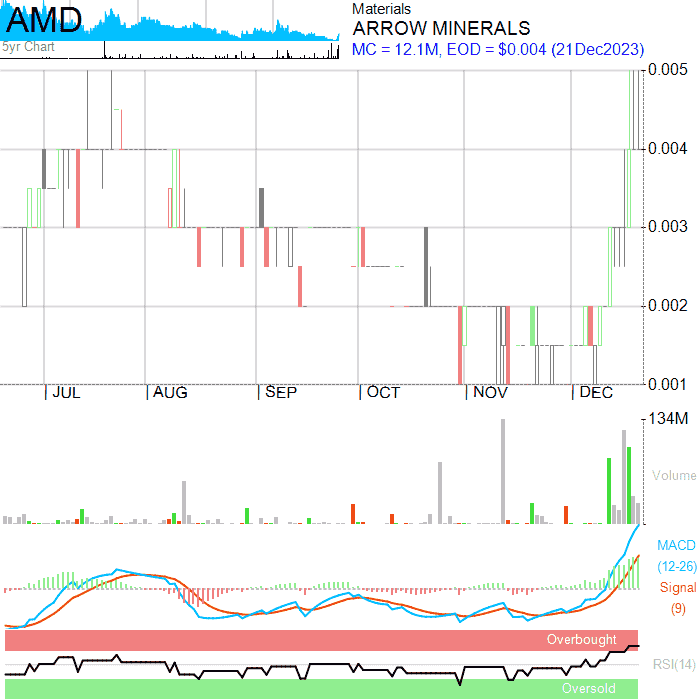 AMD
5yr Chart
Materials
ARROW MINERALS
MC = 12.1M, EOD = $0.004 (21Dec2023)
0.005
0.004
0.003
0.002
0.001
JUL AUG SEP OCT NOV DEC
134M
Volume
MACD
(12-26)
Signal
(9)
Overbought
RSI(14)
Oversold